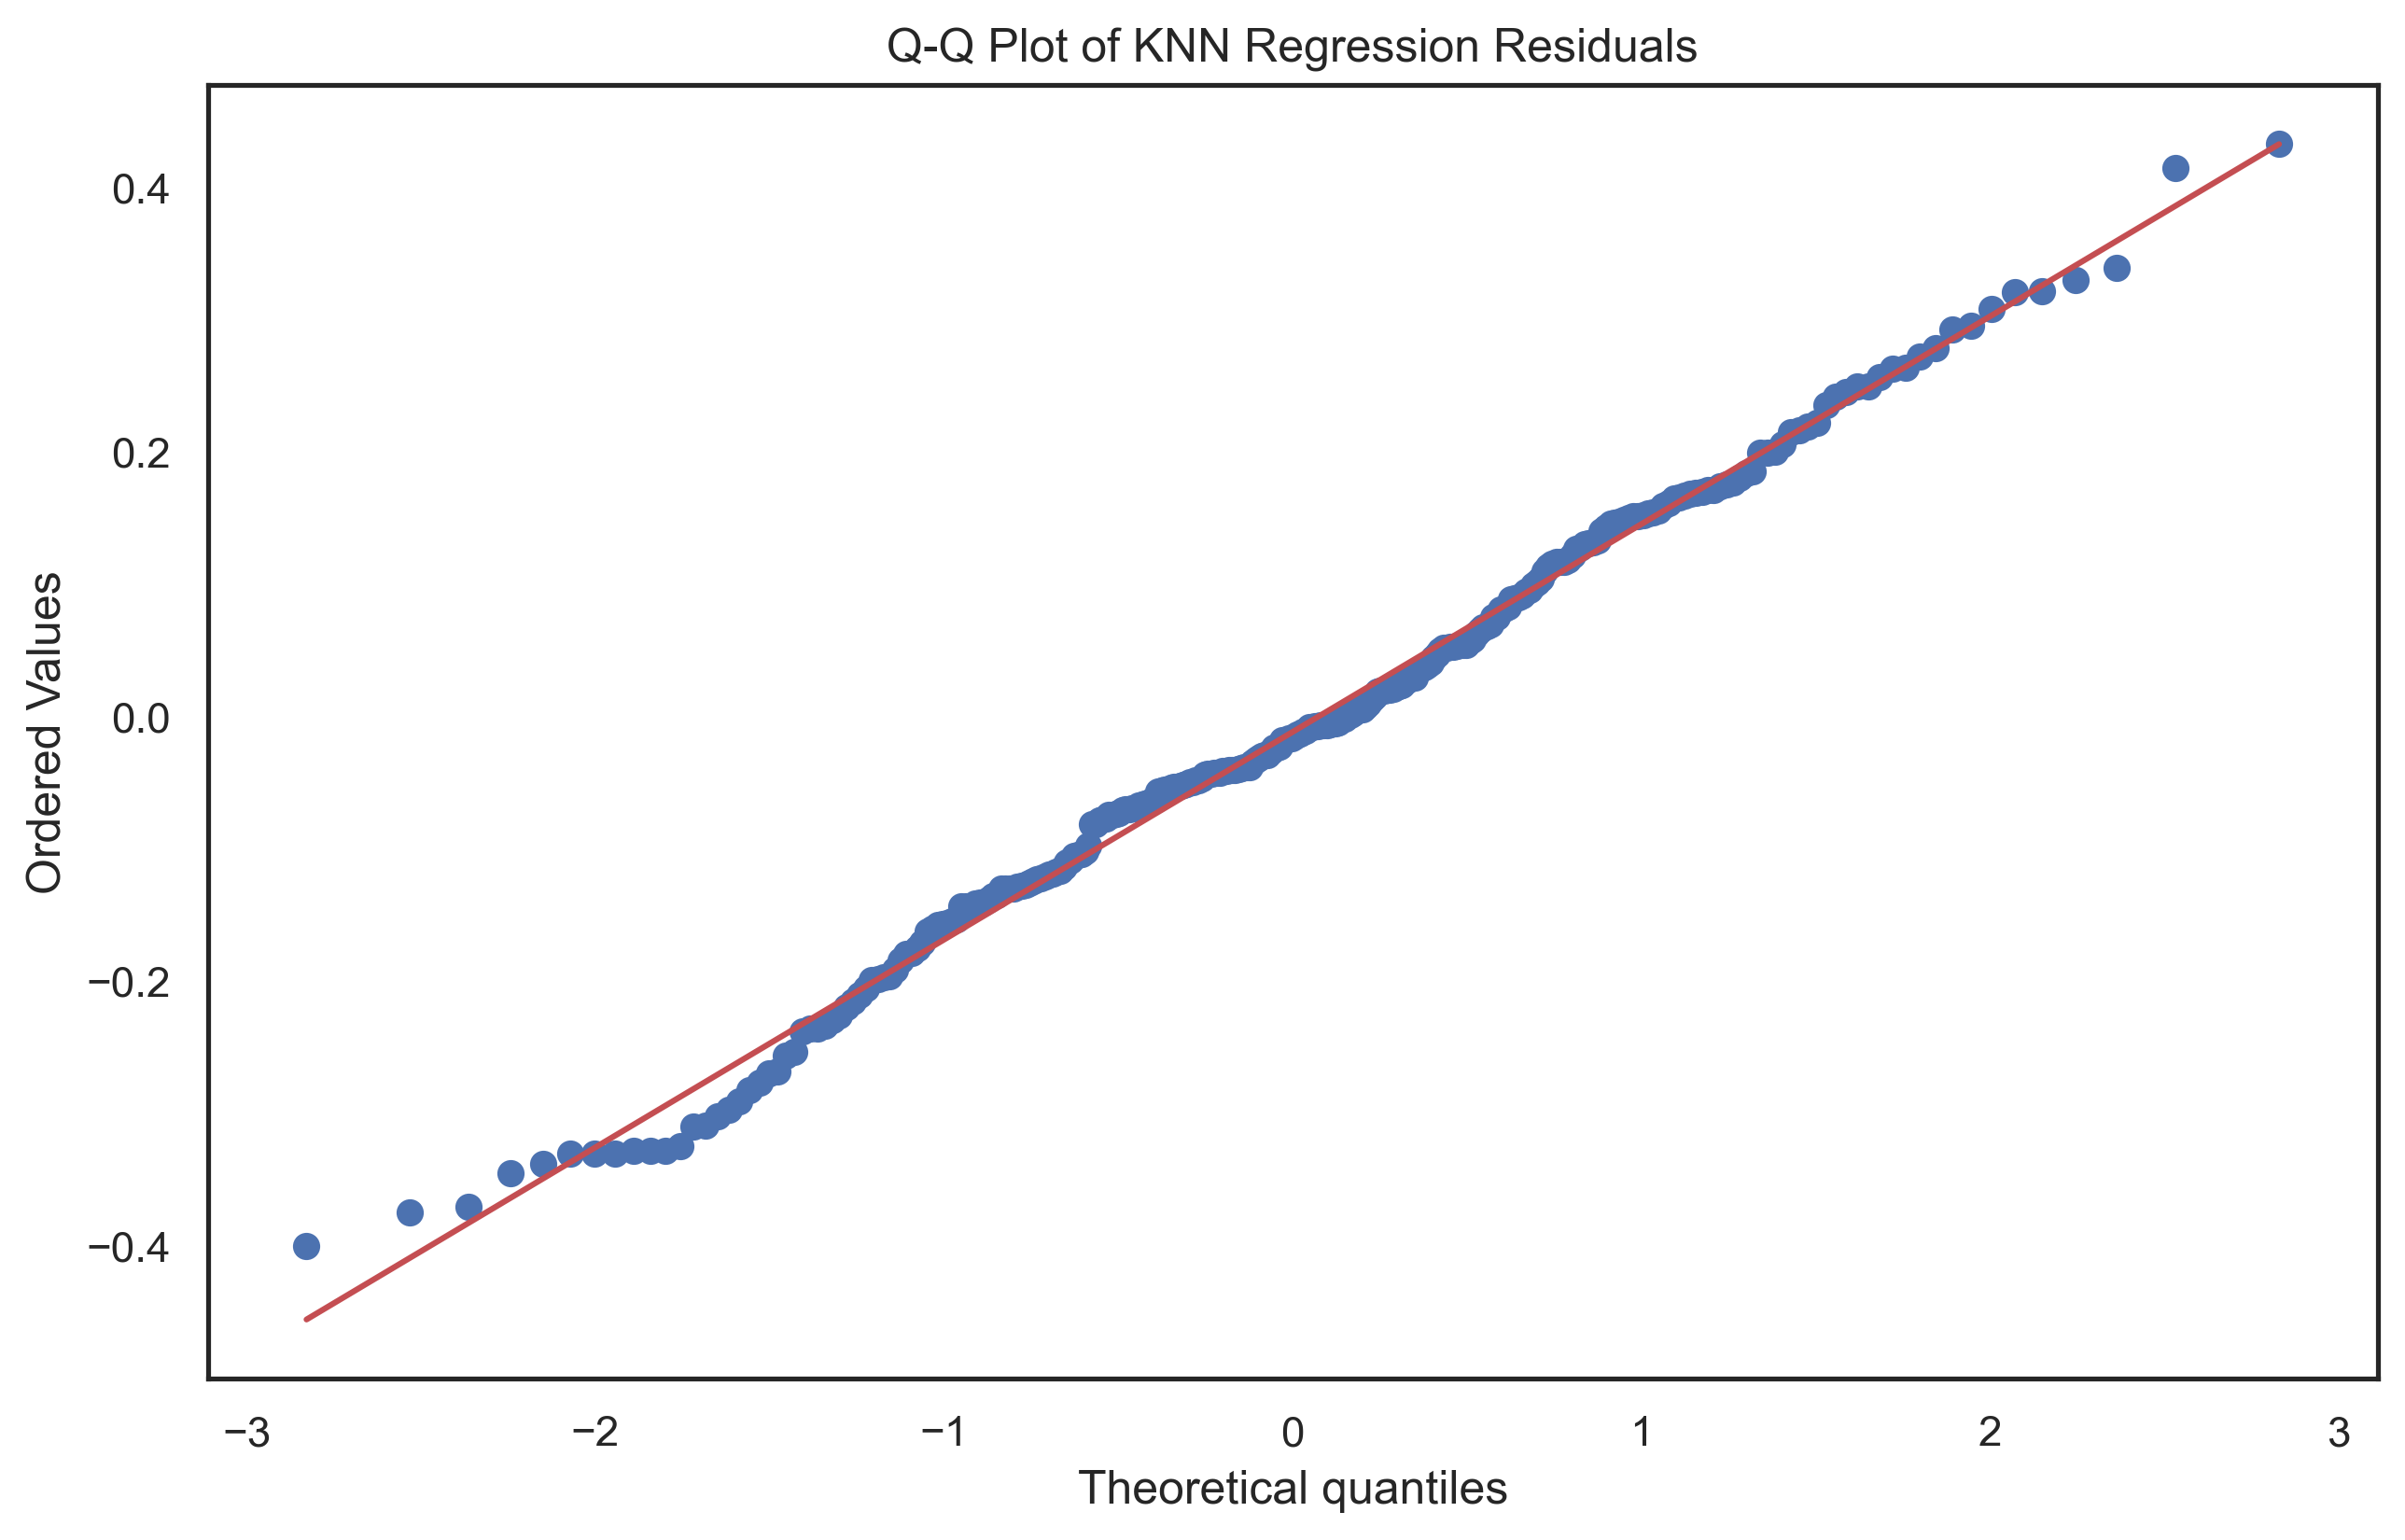 Q-Q Plot of KNN Regression Residuals
Ordered Values
0.4
0.2
0.0
−0.2
−0.4
−3 −2 −1 0 1 2 3
Theoretical quantiles